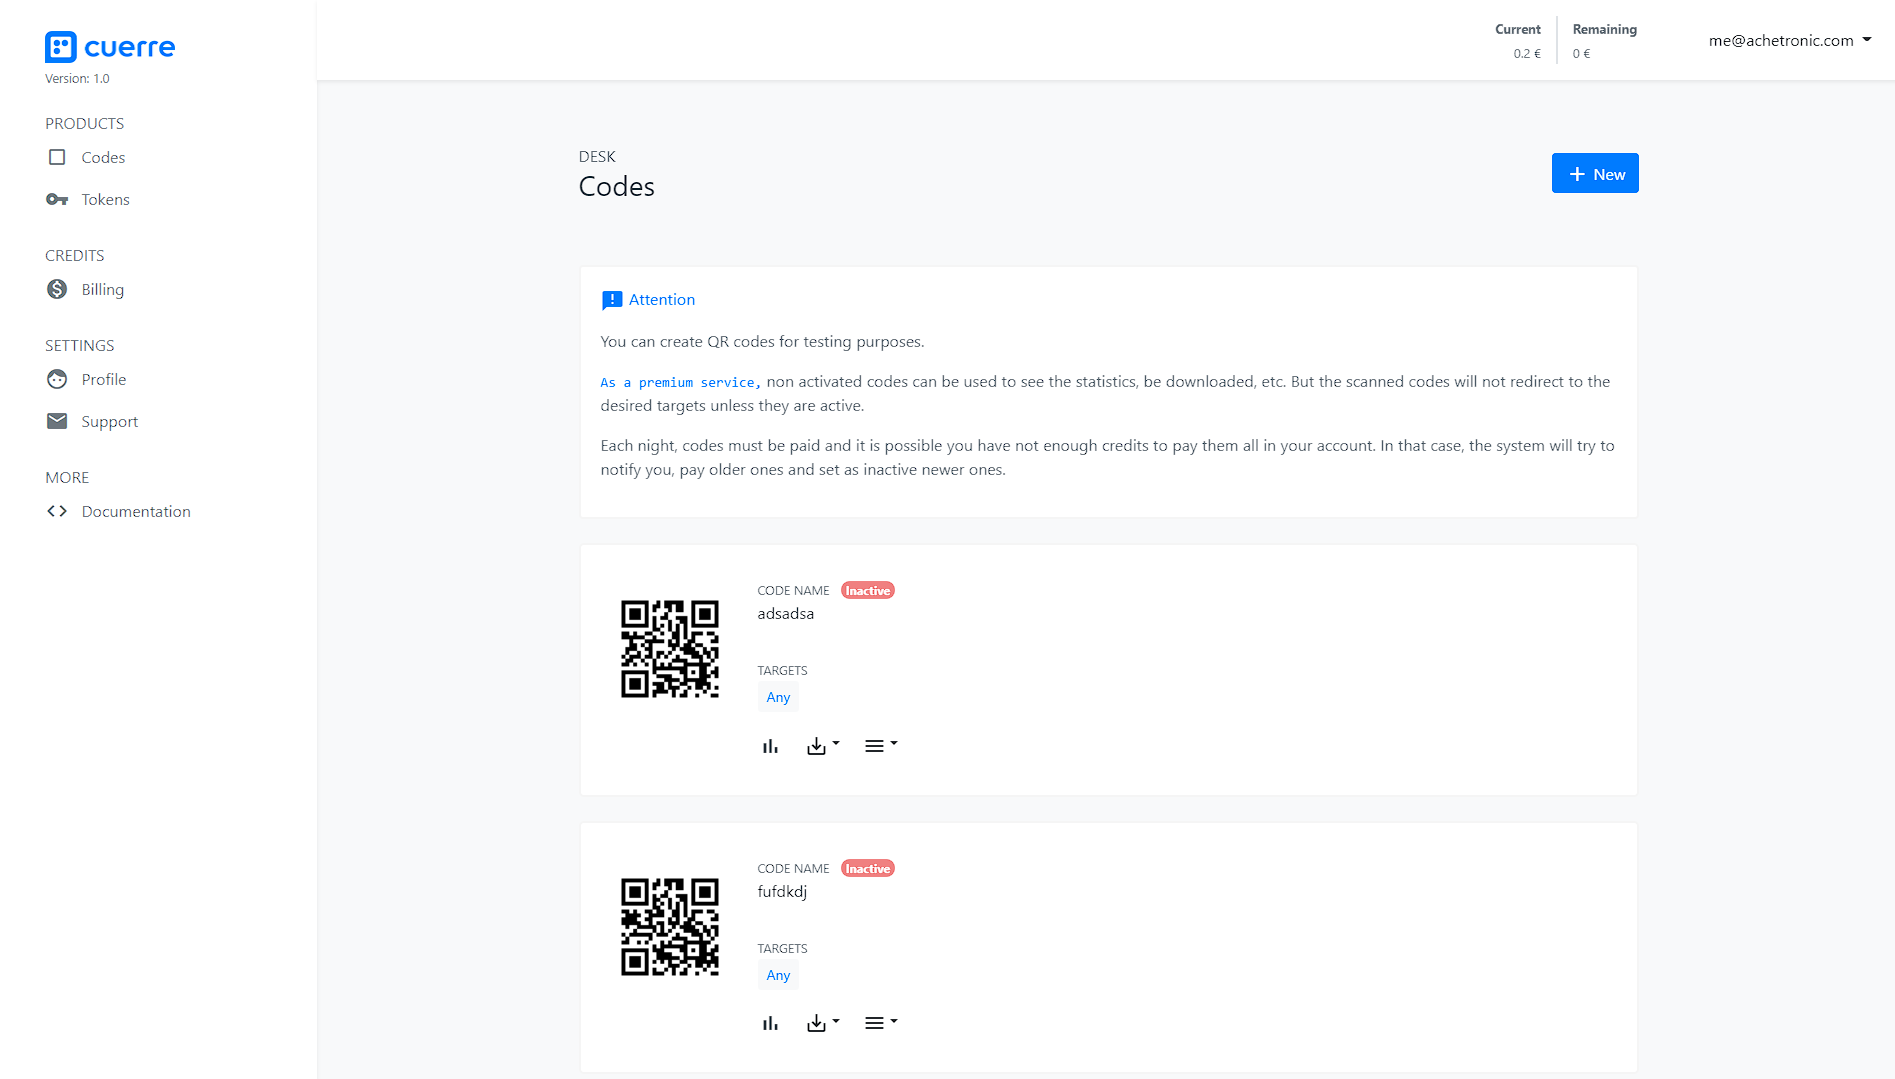 cuerre
Version: 1.0
PRODUCTS
Codes
Tokens
CREDITS
Billing
SETTINGS
Profile
Support
MORE
Documentation
Current
0.2 €
Remaining
0 €
me@achetronic.com
DESK
Codes
New
Attention
You can create QR codes for testing purposes.
As a premium service, non activated codes can be used to see the statistics, be downloaded, etc. But the scanned codes will not redirect to the
desired targets unless they are active.
Each night, codes must be paid and it is possible you have not enough credits to pay them all in your account. In that case, the system will try to
notify you, pay older ones and set as inactive newer ones.
CODE NAME Inactive
adsadsa
TARGETS
Any
CODE NAME Inactive
fufdkdj
TARGETS
Any